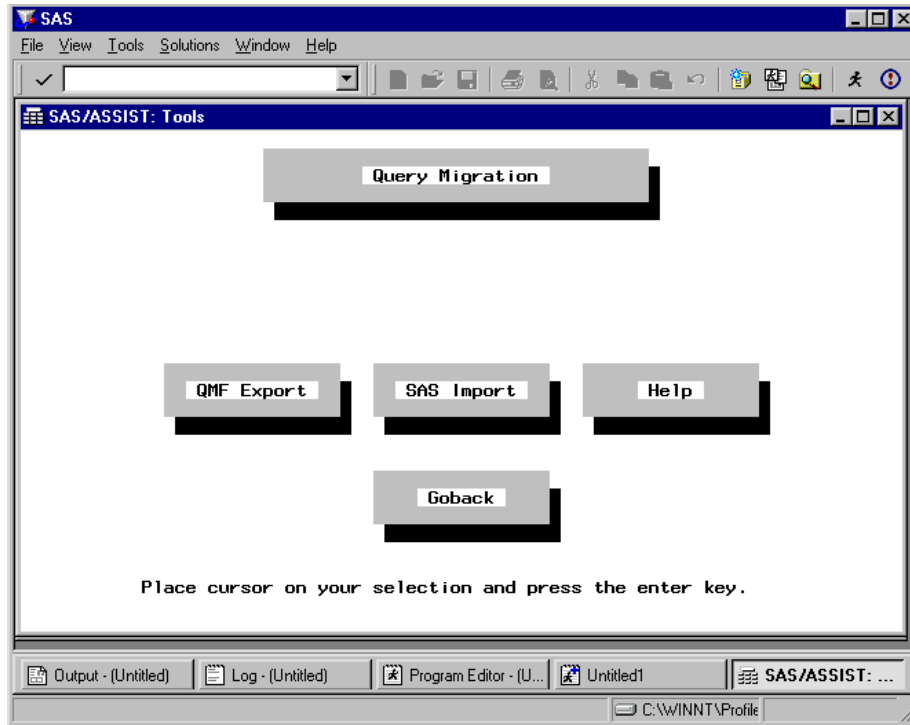 SAS
File View Tools Solutions Window Help
SAS/ASSIST: Tools
Query Migration
QMF Export SAS Import Help
Goback
Place cursor on your selection and press the enter key.
Output - (Untitled) Log - (Untitled) Program Editor - (U... Untitled1 SAS/ASSIST: ...
C:\WINNT\Profile